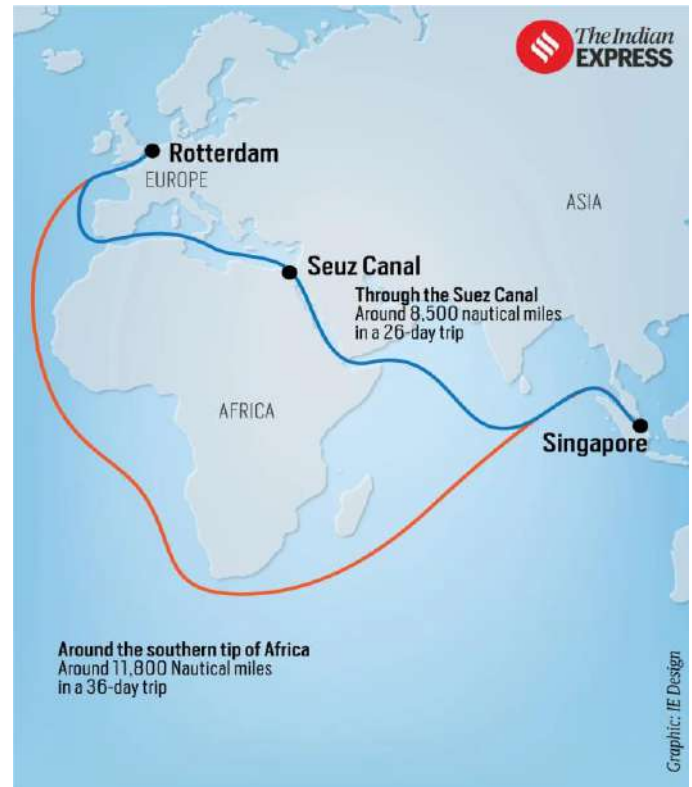 The Indian
EXPRESS
Rotterdam
EUROPE
ASIA
Seuz Canal
Through the Suez Canal
Around 8,500 nautical miles
in a 26-day trip
AFRICA
Singapore
Around the southern tip of Africa
Around 11,800 Nautical miles
in a 36-day trip
Graphic: IE Design